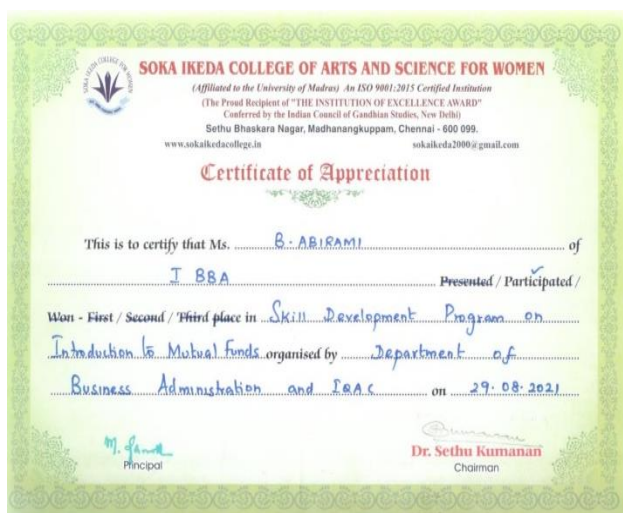 SOKA IKEDA COLLEGE OF ARTS AND SCIENCE FOR WOMEN
(Affiliated to the University of Madras) An ISO 9001:2015 Certified Institution
(The Proud Recipient of "THE INSTITUTION OF EXCELLENCE AWARD"
Conferred by the Indian Council of Gandhian Studies, New Delhi)
Sethu Bhaskara Nagar, Madhanangkuppam, Chennai - 600 099.
www.sokaikedacollege.in sokaikeda2000@gmail.com
Certificate of Appreciation
This is to certify that Ms. B. ABIRAMI of
I BBA Presented / Participated /
Won - First / Second / Third place in Skill Development Program on
Introduction to Mutual Funds organised by Department of
Business Administration and IQAC on 29.08.2021
Principal
Dr. Sethu Kumanan
Chairman